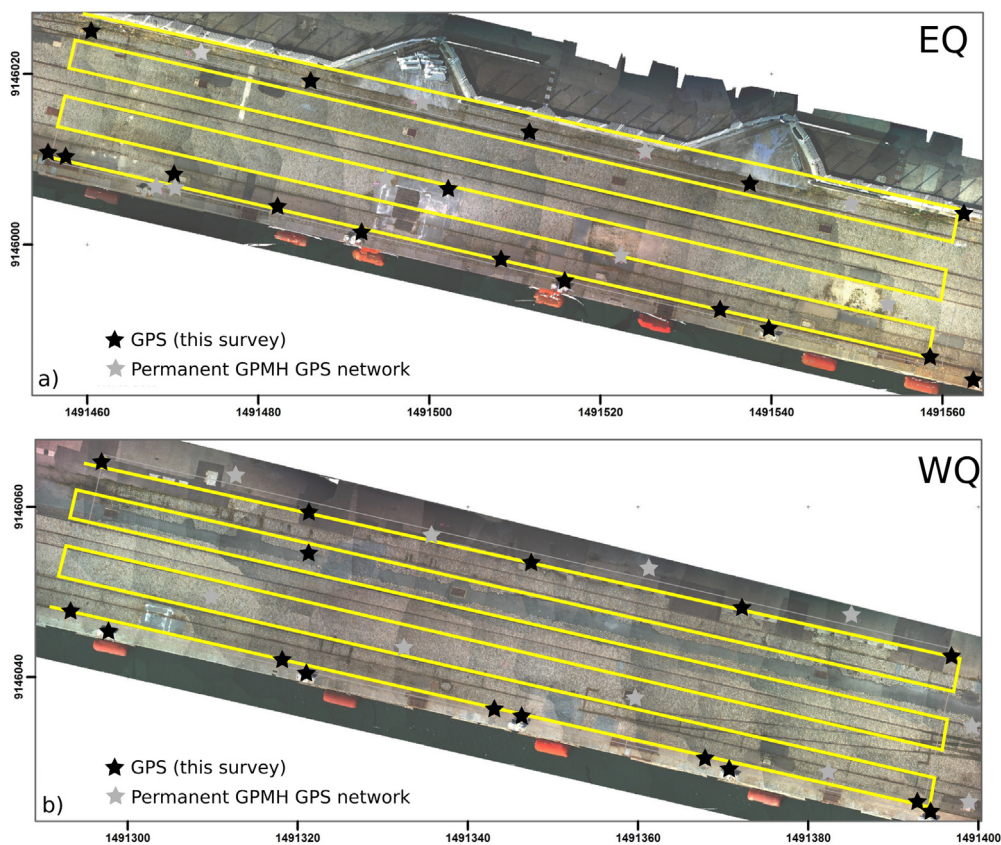 EQ
9146020
9146000
GPS (this survey)
Permanent GPMH GPS network
a)
1491460
1491480
1491500
1491520
1491540
1491560
WQ
9146060
9146040
GPS (this survey)
Permanent GPMH GPS network
b)
1491300
1491320
1491340
1491360
1491380
1491400